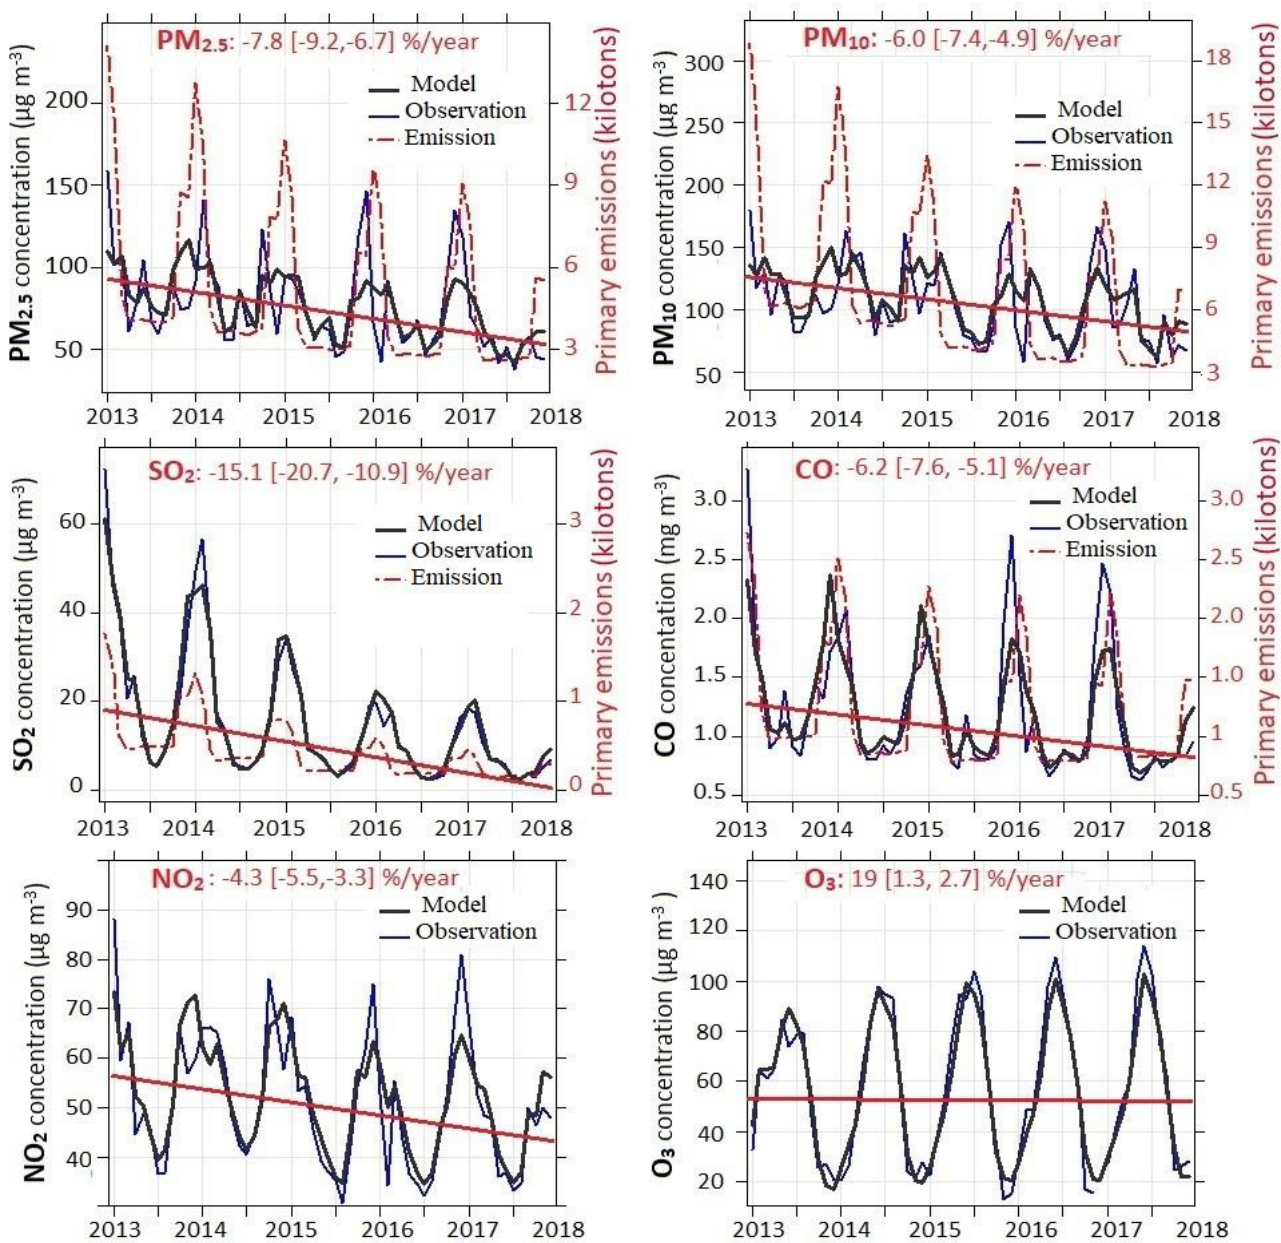 PM2.5: -7.8 [-9.2,-6.7] %/year
Model
Observation
Emission
PM2.5 concentration (µg m-3)
200
150
100
50
Primary emissions (kilotons)
12
9
6
3
2013 2014 2015 2016 2017 2018
PM10: -6.0 [-7.4,-4.9] %/year
Model
Observation
Emission
PM10 concentration (µg m-3)
300
250
200
150
100
50
Primary emissions (kilotons)
18
15
12
9
6
3
2013 2014 2015 2016 2017 2018
SO2: -15.1 [-20.7, -10.9] %/year
Model
Observation
Emission
SO2 concentration (µg m-3)
60
40
20
0
Primary emissions (kilotons)
3
2
1
0
2013 2014 2015 2016 2017 2018
CO: -6.2 [-7.6, -5.1] %/year
Model
Observation
Emission
CO concentation (mg m-3)
3.0
2.5
2.0
1.5
1.0
0.5
Primary emissions (kilotons)
3.0
2.5
2.0
1.0
1
0.5
2013 2014 2015 2016 2017 2018
NO2: -4.3 [-5.5,-3.3] %/year
Model
Observation
NO2 concentration (µg m-3)
90
80
70
60
50
40
2013 2014 2015 2016 2017 2018
O3: 19 [1.3, 2.7] %/year
Model
Observation
O3 concentration (µg m-3 )
140
120
100
80
60
40
20
2013 2014 2015 2016 2017 2018